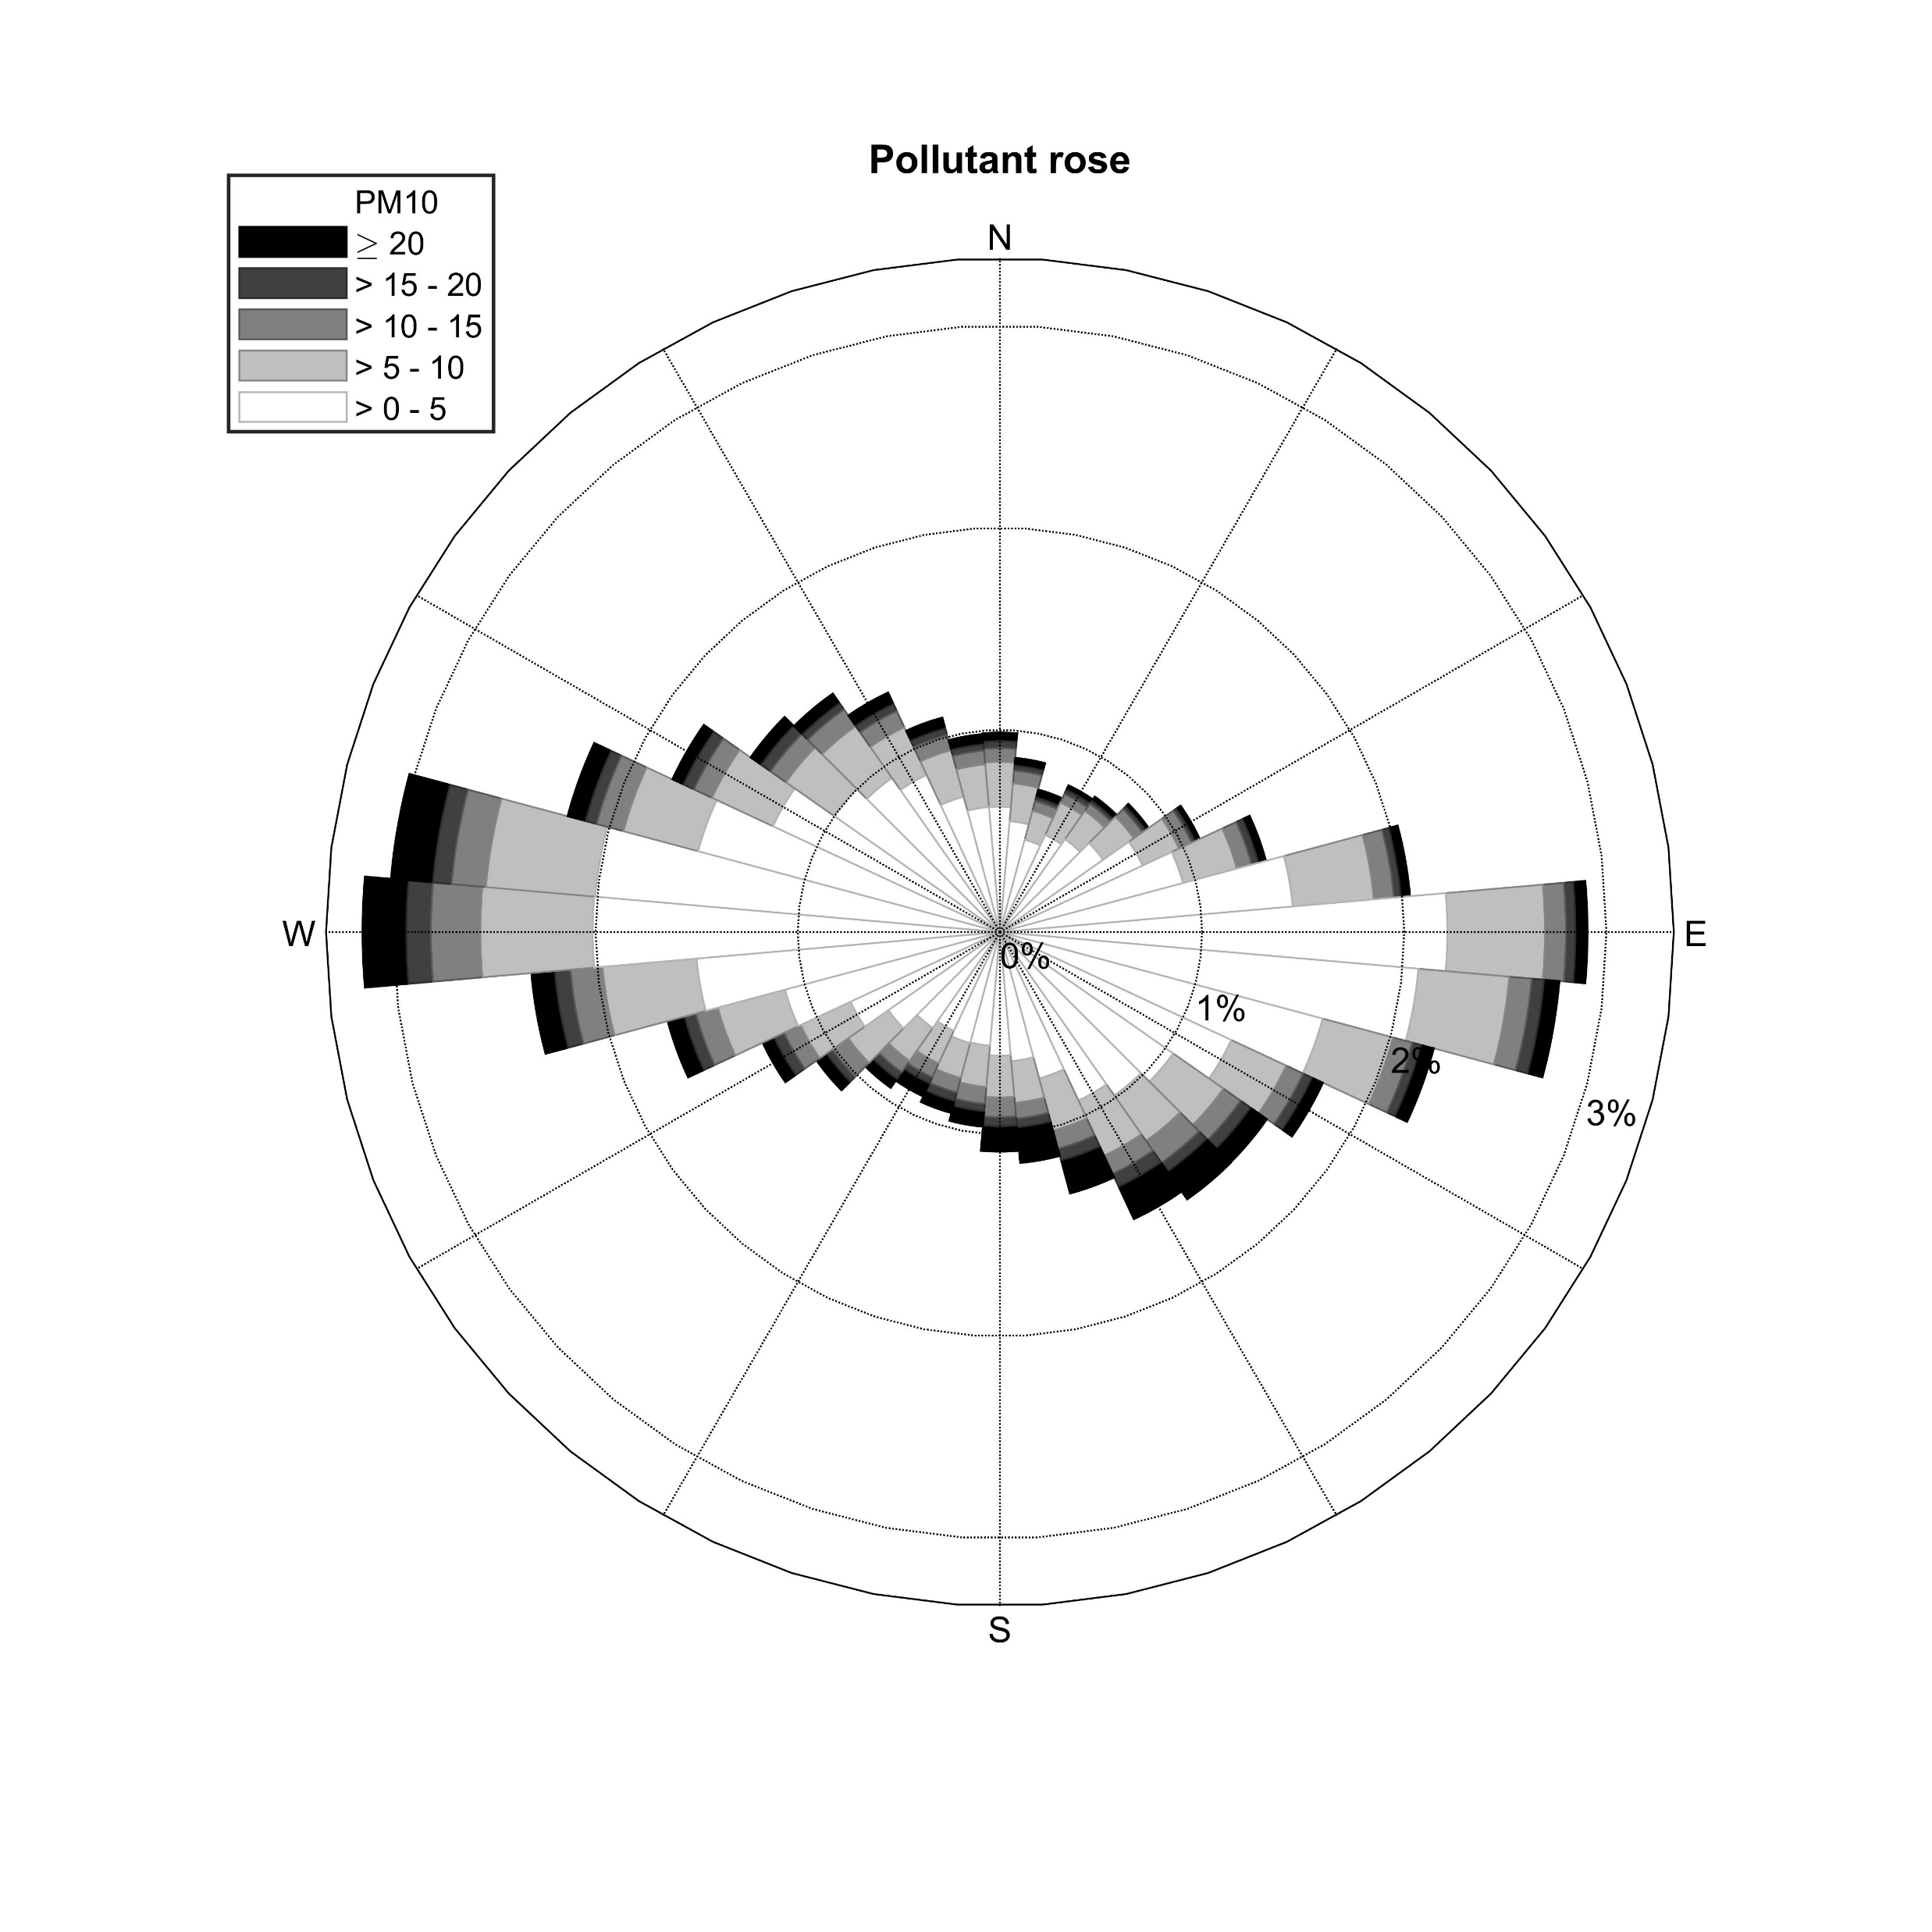 Pollutant rose
PM10
≥ 20
> 15 - 20
> 10 - 15
> 5 - 10
> 0 - 5
N
W
E
0%
1%
2%
3%
S